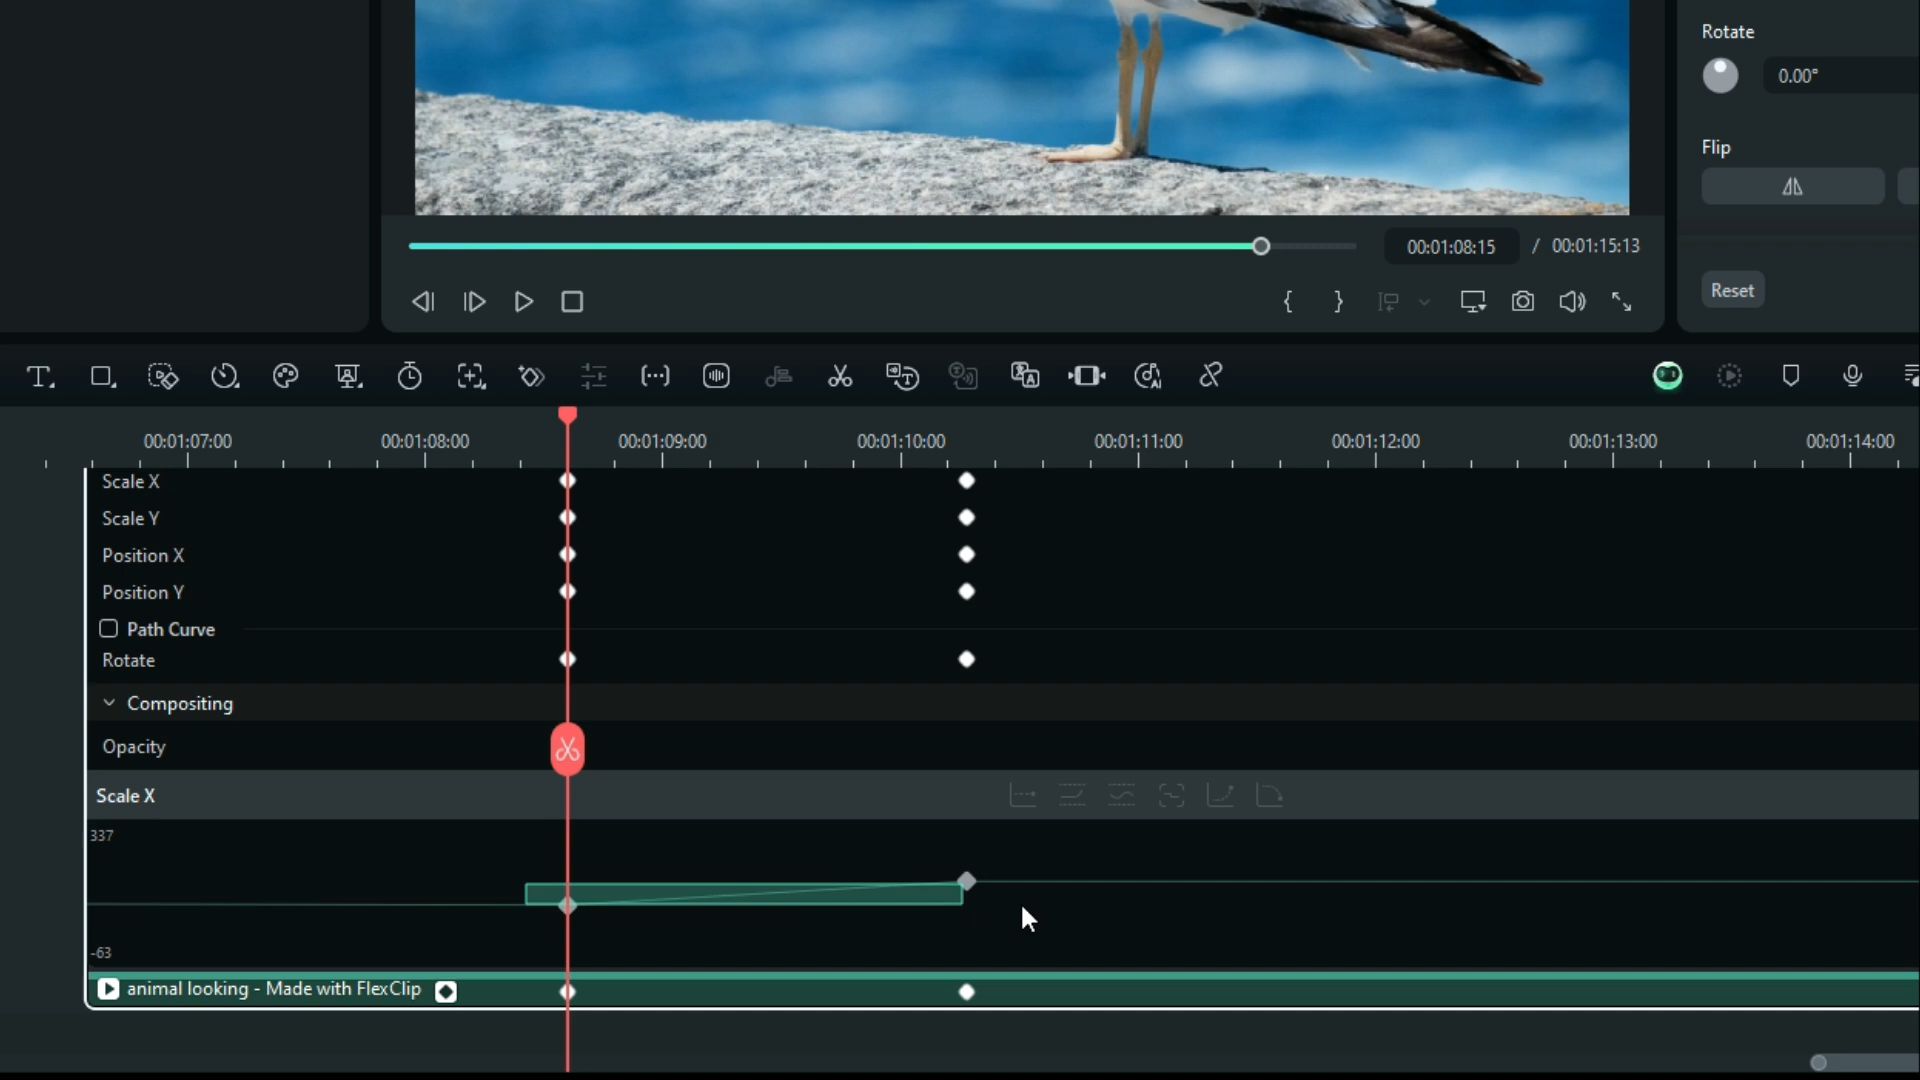 Rotate
0.00°
Flip
00:01:08:15 / 00:01:15:13
Reset
00:01:07:00 00:01:08:00 00:01:09:00 00:01:10:00 00:01:11:00 00:01:12:00 00:01:13:00 00:01:14:00
Scale X
Scale Y
Position X
Position Y
Path Curve
Rotate
Compositing
Opacity
Scale X
337
-63
animal looking - Made with FlexClip